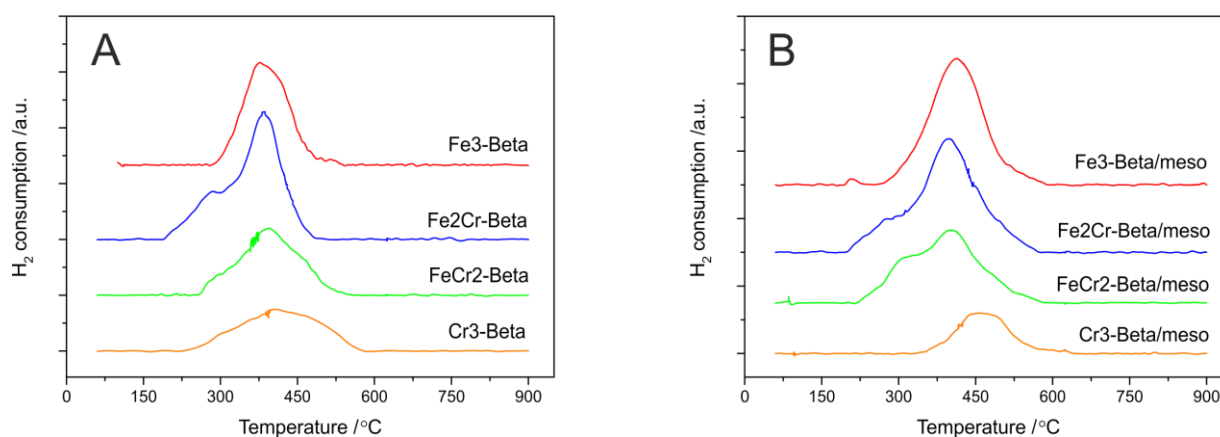 A
H₂ consumption /a.u.
Fe3-Beta
Fe2Cr-Beta
FeCr2-Beta
Cr3-Beta
0 150 300 450 600 750 900
Temperature /°C
B
H₂ consumption /a.u.
Fe3-Beta/meso
Fe2Cr-Beta/meso
FeCr2-Beta/meso
Cr3-Beta/meso
0 150 300 450 600 750 900
Temperature /°C